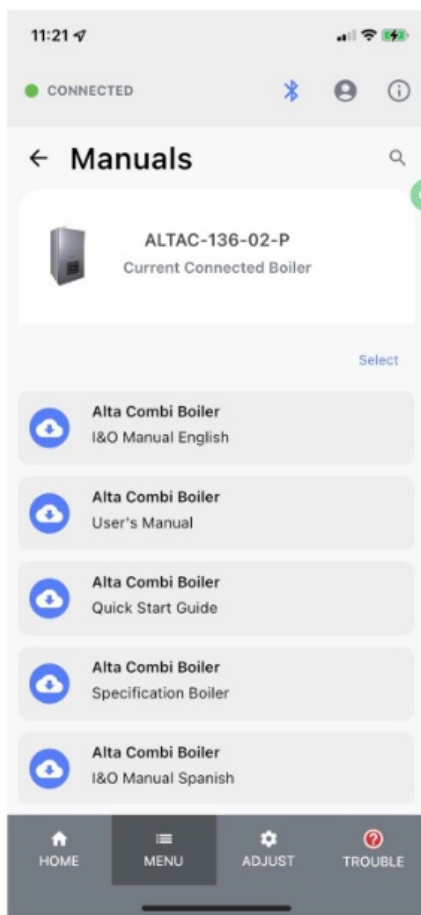 11:21
CONNECTED
Manuals
ALTAC-136-02-P
Current Connected Boiler
Select
Alta Combi Boiler
I&O Manual English
Alta Combi Boiler
User's Manual
Alta Combi Boiler
Quick Start Guide
Alta Combi Boiler
Specification Boiler
Alta Combi Boiler
I&O Manual Spanish
HOME MENU ADJUST TROUBLE